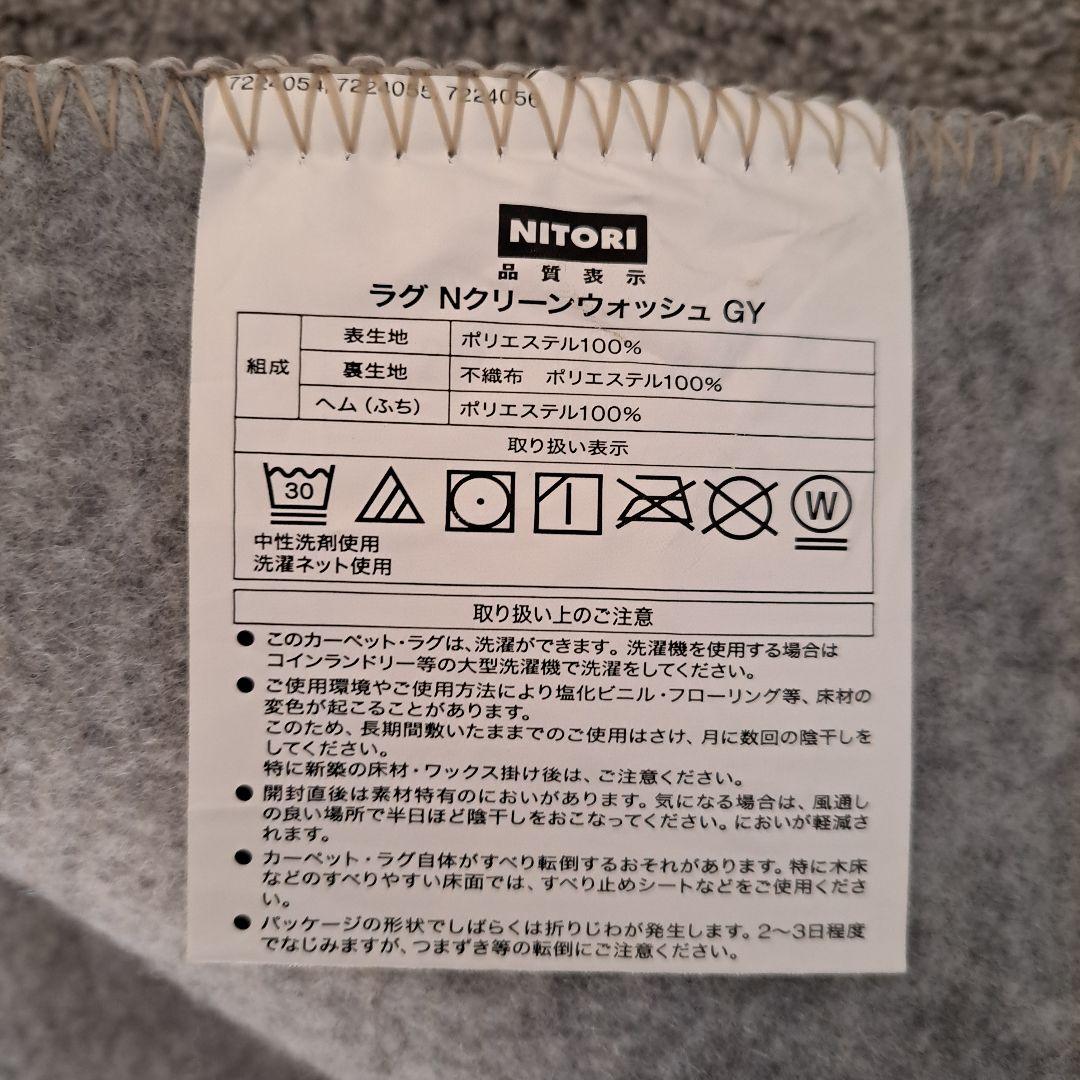 7224054, 7224055, 7224056
NITORI
品質表示
ラグ Nクリーンウォッシュ GY
組成
表生地 ポリエステル100%
裏生地 不織布 ポリエステル100%
ヘム(ふち) ポリエステル100%
取り扱い表示
30
W
中性洗剤使用
洗濯ネット使用
取り扱い上のご注意
● このカーペット・ラグは、洗濯ができます。洗濯機を使用する場合は
コインランドリー等の大型洗濯機で洗濯をしてください。
● ご使用環境やご使用方法により塩化ビニル・フローリング等、床材の
変色が起こることがあります。
このため、長期間敷いたままでのご使用はさけ、月に数回の陰干しを
してください。
特に新築の床材・ワックス掛け後は、ご注意ください。
● 開封直後は素材特有のにおいがあります。気になる場合は、風通し
の良い場所で半日ほど陰干しをおこなってください。においが軽減さ
れます。
● カーペット・ラグ自体がすべり転倒するおそれがあります。特に木床
などのすべりやすい床面では、すべり止めシートなどをご使用くださ
い。
● パッケージの形状でしばらくは折りじわが発生します。2〜3日程度
でなじみますが、つまずき等の転倒にご注意ください。